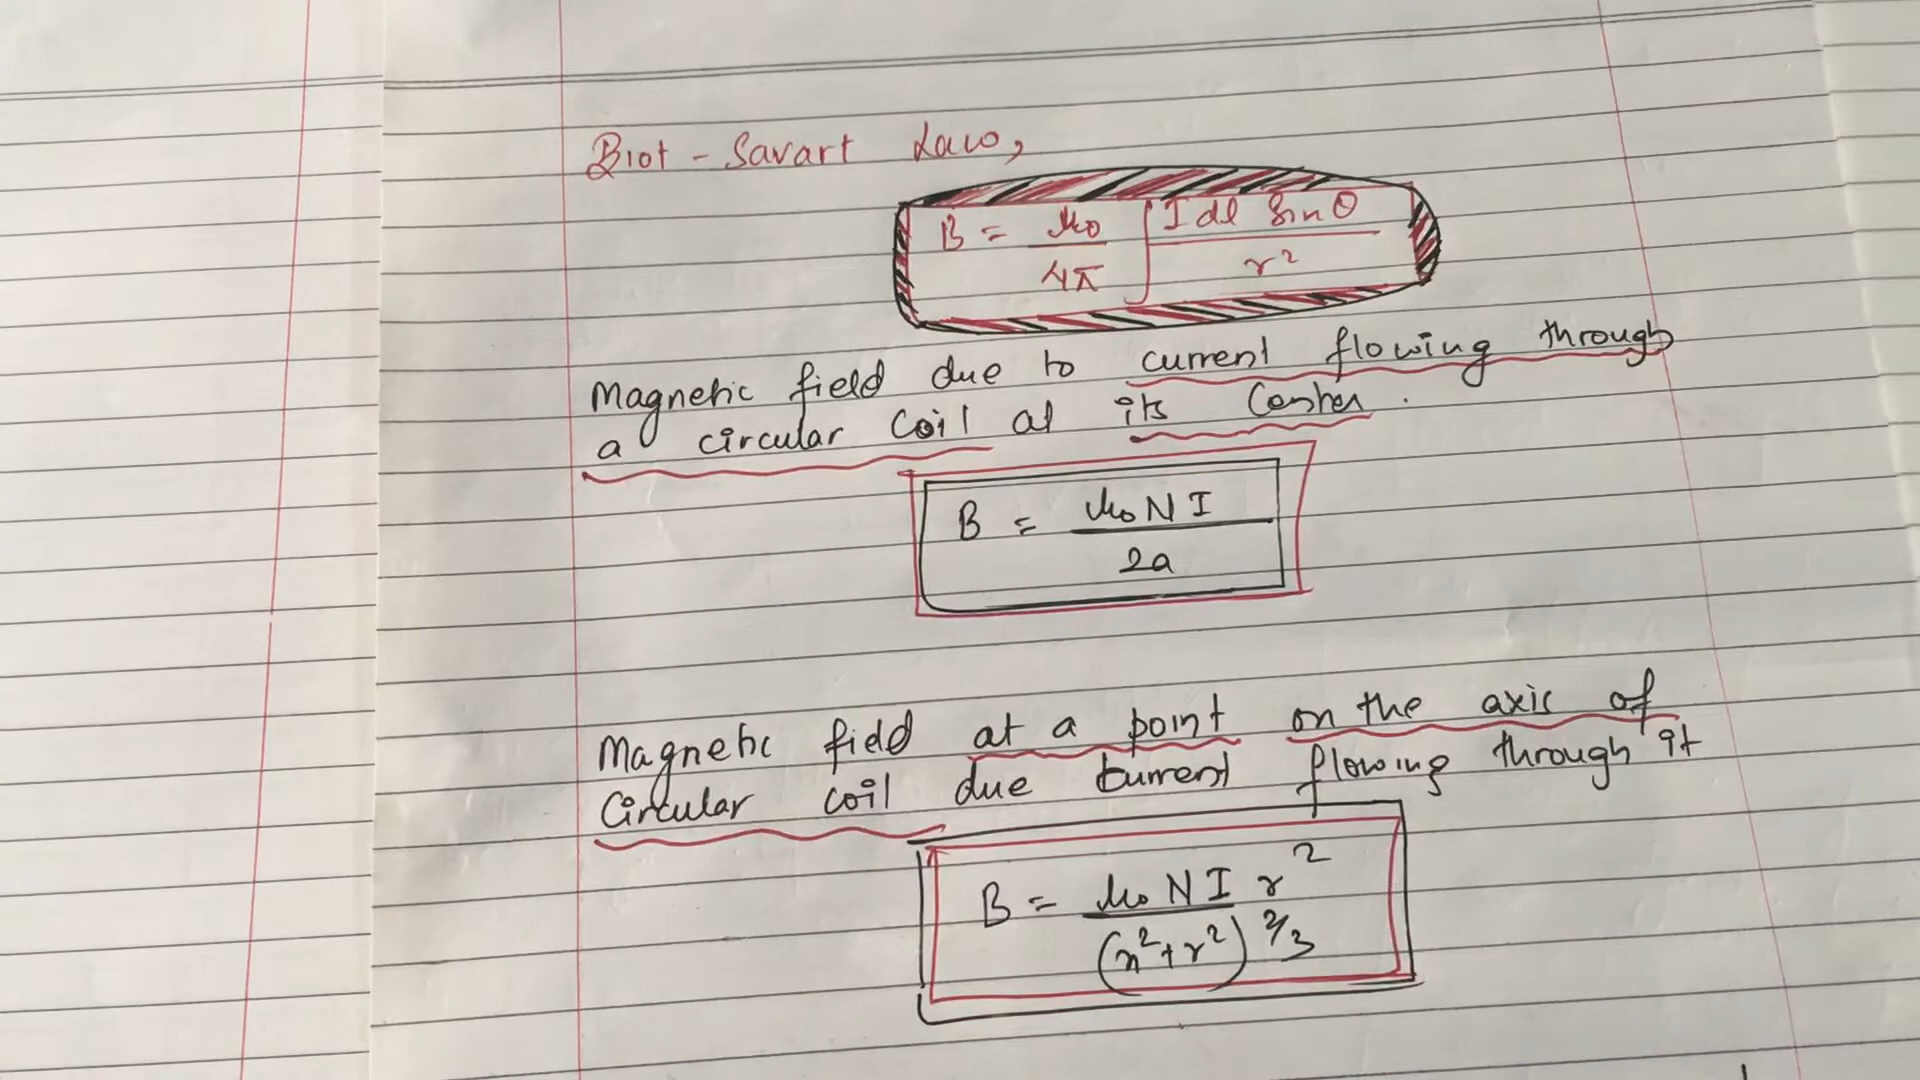 Biot - Savart Law,
B = μ₀/4π ∫ I dl Sin θ / r²
Magnetic field due to current flowing through
a circular coil at its Center.
B = μ₀ N I / 2a
Magnetic field at a point on the axis of
Circular coil due current flowing through it
B = μ₀ N I r² / (x² + r²)^2/3